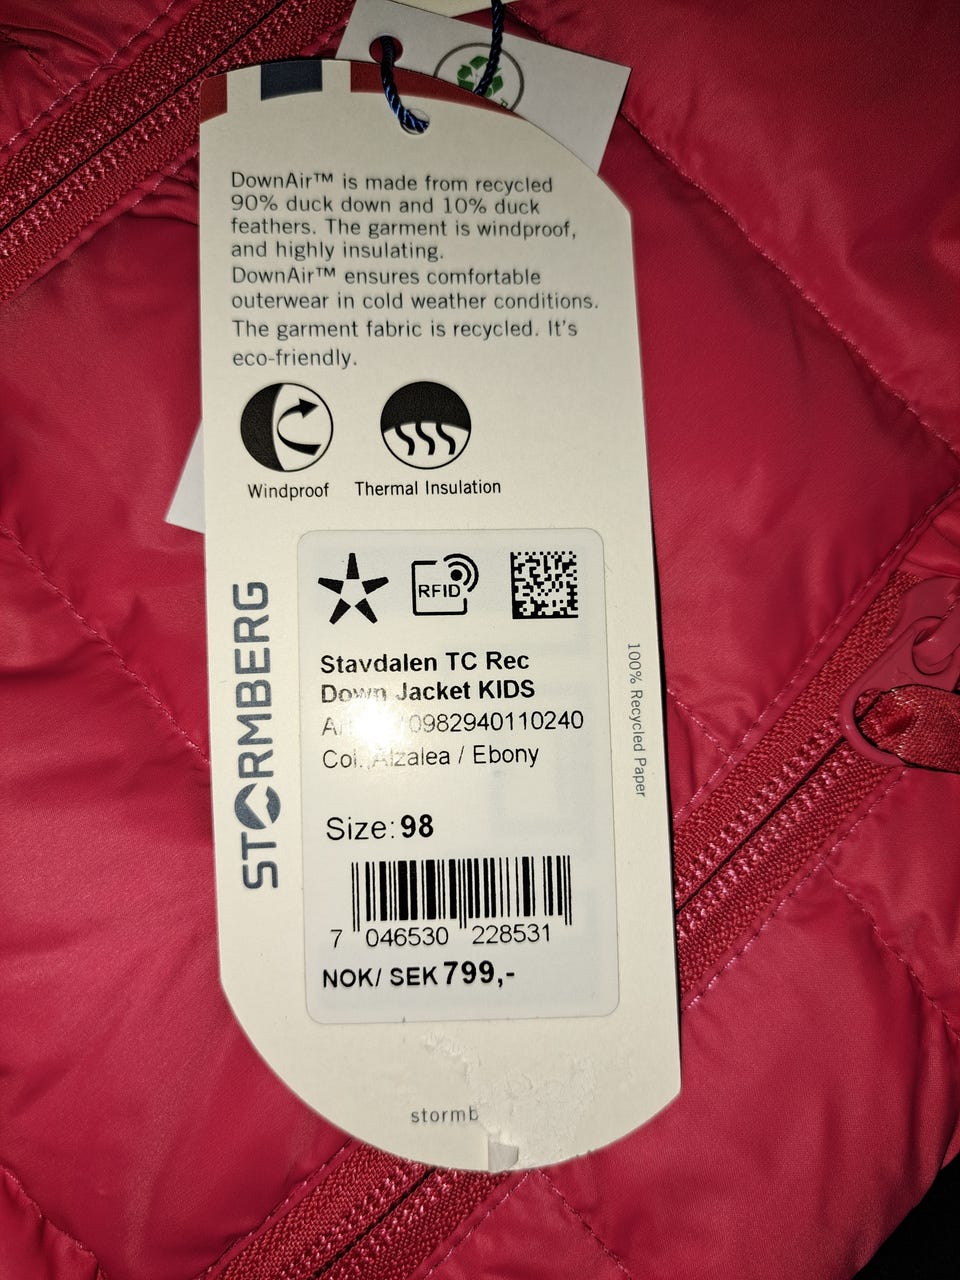 DownAir™ is made from recycled
90% duck down and 10% duck
feathers. The garment is windproof,
and highly insulating.
DownAir™ ensures comfortable
outerwear in cold weather conditions.
The garment fabric is recycled. It's
eco-friendly.
Windproof Thermal Insulation
RFID
STORMBERG
Stavdalen TC Rec
Down Jacket KIDS
0982940110240
Col. Alzalea / Ebony
100% Recycled Paper
Size: 98
7 046530 228531
NOK/ SEK 799,-
stormb